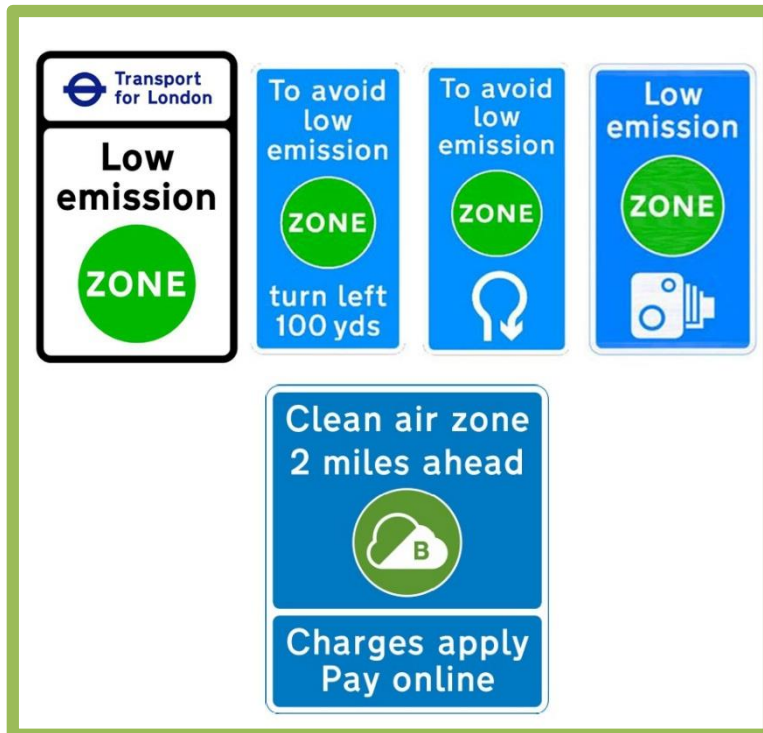 Transport
for London
Low
emission
ZONE
To avoid
low
emission
ZONE
turn left
100 yds
To avoid
low
emission
ZONE
Low
emission
ZONE
Clean air zone
2 miles ahead
B
Charges apply
Pay online